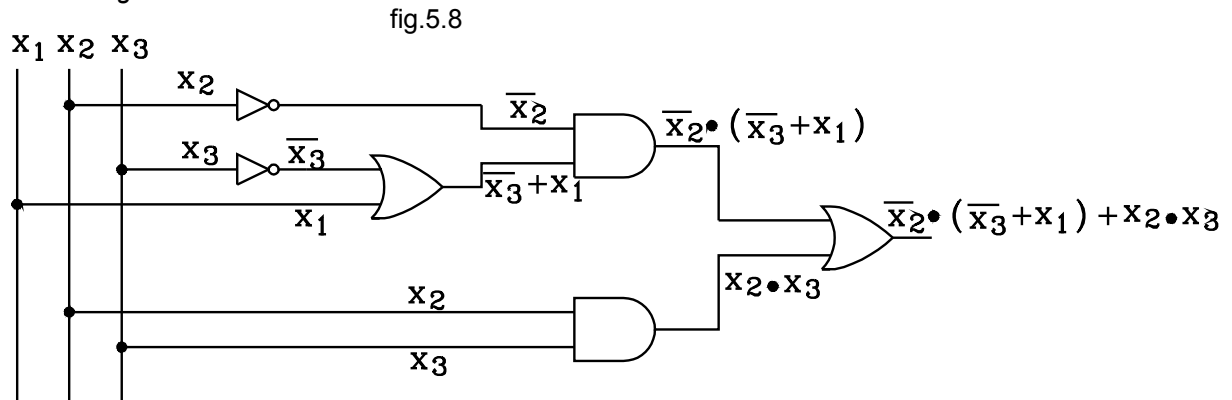 fig.5.8
x₁ x₂ x₃
x₂
x̅₂
x̅₂•(x̅₃+x₁)
x₃
x̅₃
x̅₃+x₁
x₁
x̅₂•(x̅₃+x₁)+x₂•x₃
x₂•x₃
x₂
x₃